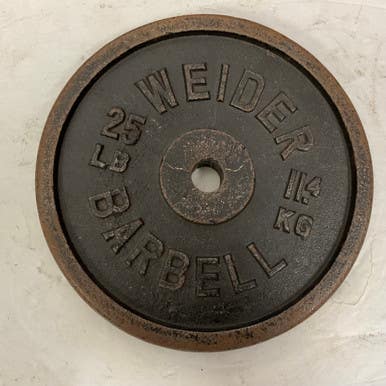 WEIDER
25
LB
11.4
KG
BARBELL